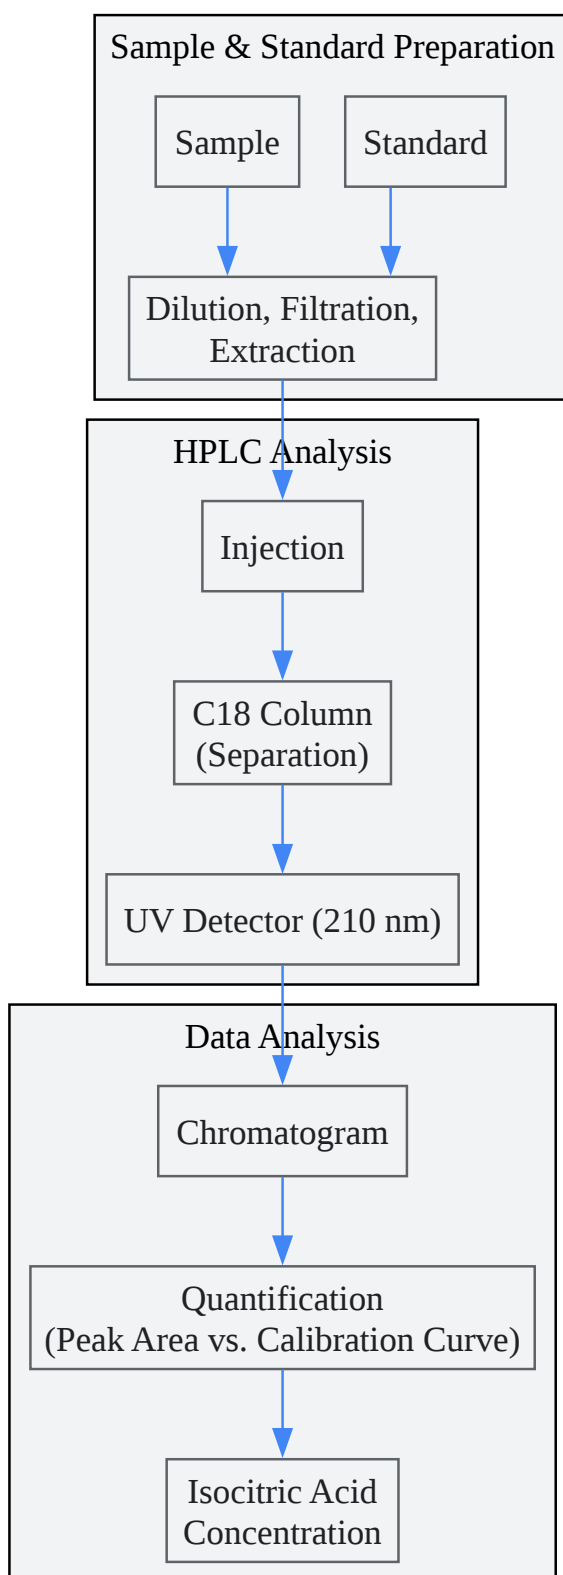 Sample & Standard Preparation
Sample
Standard
Dilution, Filtration,
Extraction
HPLC Analysis
Injection
C18 Column
(Separation)
UV Detector (210 nm)
Data Analysis
Chromatogram
Quantification
(Peak Area vs. Calibration Curve)
Isocitric Acid
Concentration